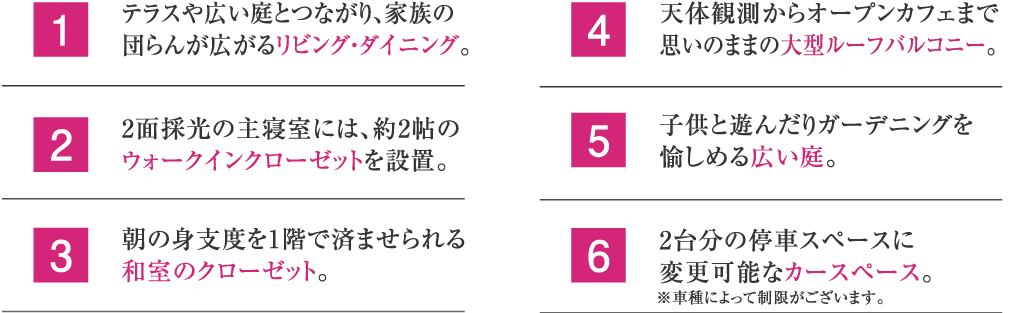 1
テラスや広い庭とつながり、家族の
団らんが広がるリビング・ダイニング。
2
2面採光の主寝室には、約2帖の
ウォークインクローゼットを設置。
3
朝の身支度を1階で済ませられる
和室のクローゼット。
4
天体観測からオープンカフェまで
思いのままの大型ルーフバルコニー。
5
子供と遊んだりガーデニングを
愉しめる広い庭。
6
2台分の停車スペースに
変更可能なカースペース。
※車種によって制限がございます。